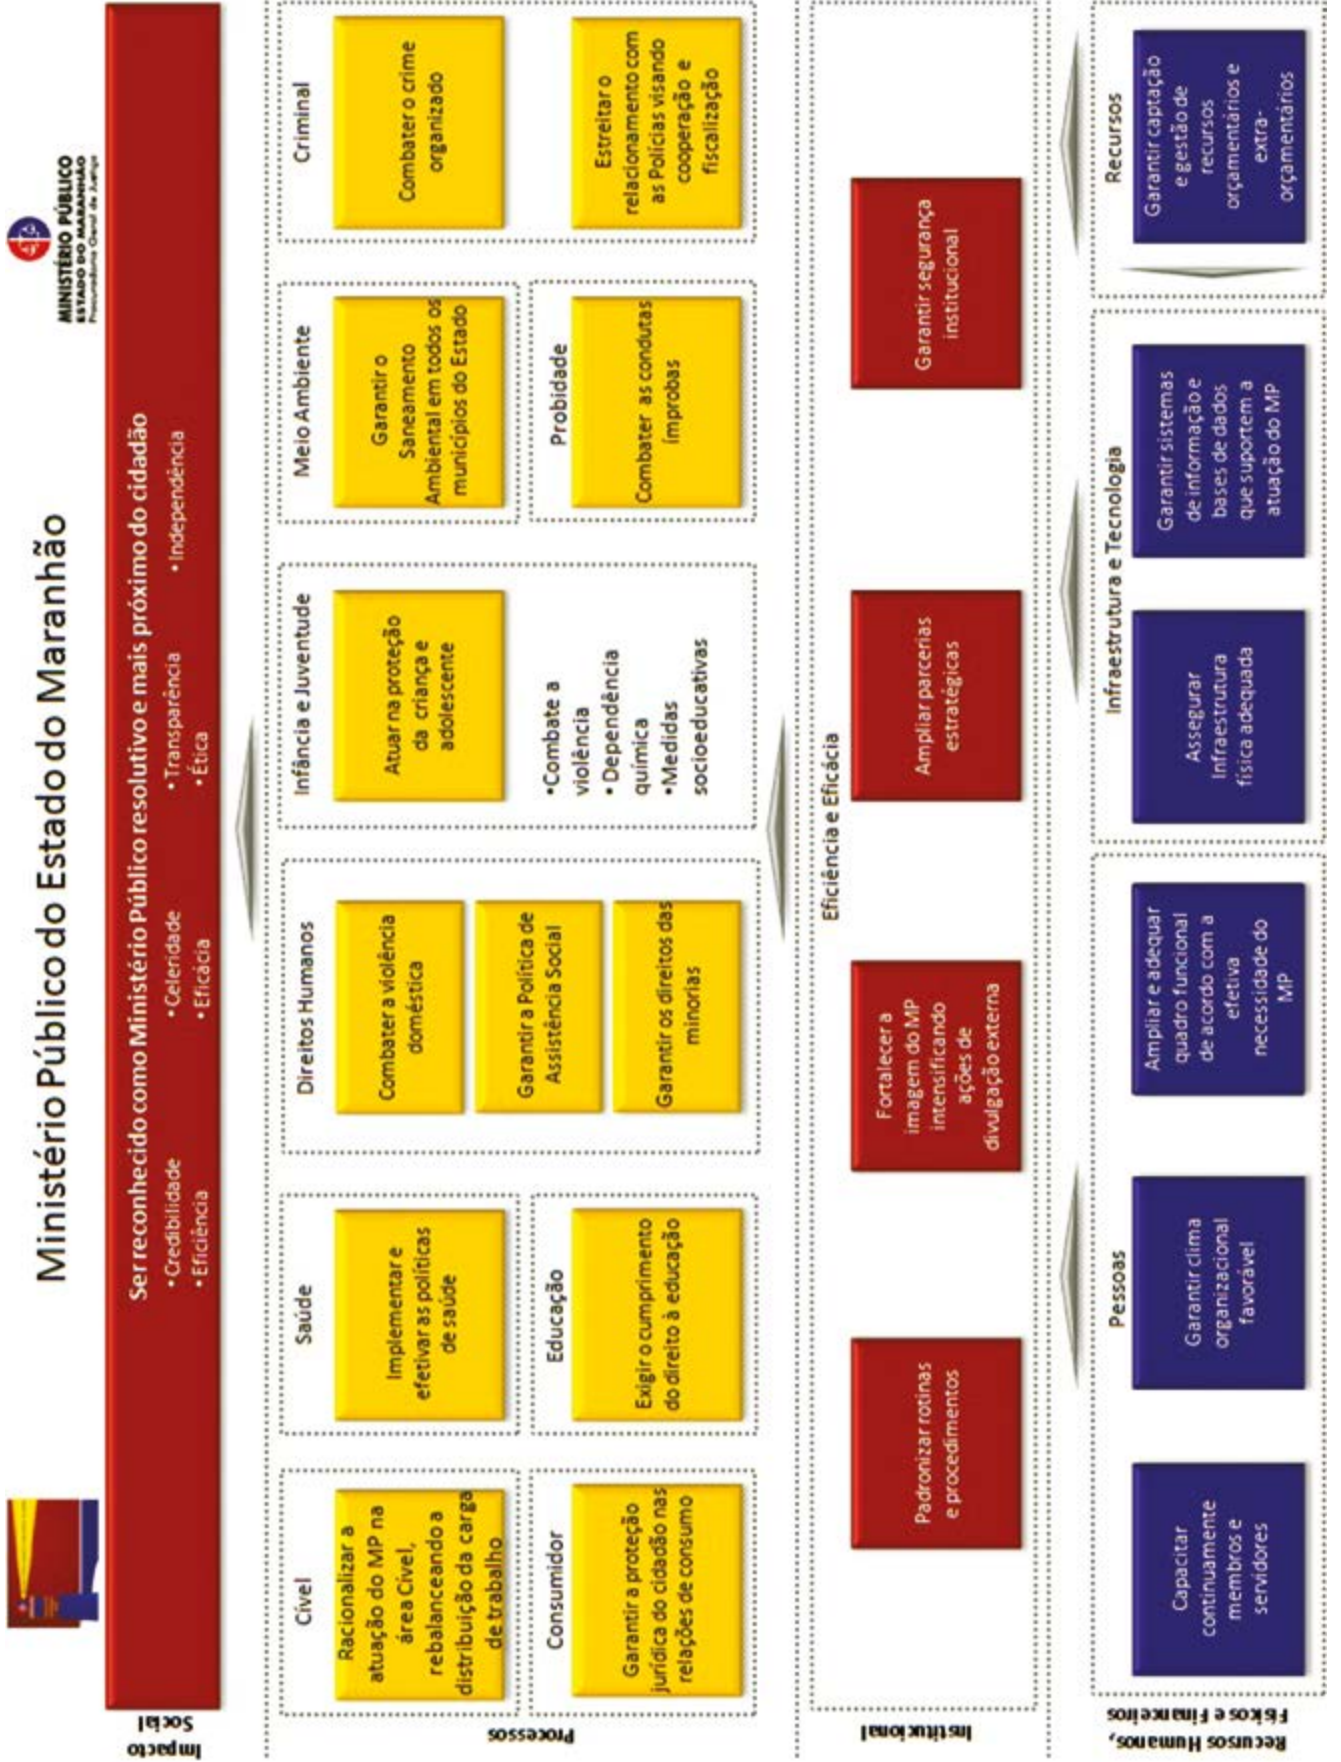 Ministério Público do Estado do Maranhão
MINISTÉRIO PÚBLICO
ESTADO DO MARANHÃO
Procuradoria Geral de Justiça
Impacto
Social
Ser reconhecido como Ministério Público resolutivo e mais próximo do cidadão
•Credibilidade
•Celeridade
•Transparência
•Independência
•Eficiência
•Eficácia
•Ética
Processos
Cível
Racionalizar a
atuação do MP na
área Cível,
rebalanceando a
distribuição da carga
de trabalho
Consumidor
Garantir a proteção
jurídica do cidadão nas
relações de consumo
Saúde
Implementar e
efetivar as políticas
de saúde
Educação
Exigir o cumprimento
do direito à educação
Direitos Humanos
Combater a violência
doméstica
Garantir a Política de
Assistência Social
Garantir os direitos das
minorias
Infância e Juventude
Atuar na proteção
da criança e
adolescente
•Combate a
violência
•Dependência
química
•Medidas
socioeducativas
Meio Ambiente
Garantir o
Saneamento
Ambiental em todos os
municípios do Estado
Probidade
Combater as condutas
ímprobas
Criminal
Combater o crime
organizado
Estreitar o
relacionamento com
as Polícias visando
cooperação e
fiscalização
Institucional
Eficiência e Eficácia
Padronizar rotinas
e procedimentos
Fortalecer a
imagem do MP
intensificando
ações de
divulgação externa
Ampliar parcerias
estratégicas
Garantir segurança
institucional
Recursos Humanos,
Físicos e Financeiros
Pessoas
Capacitar
continuamente
membros e
servidores
Garantir clima
organizacional
favorável
Ampliar e adequar
quadro funcional
de acordo com a
efetiva
necessidade do
MP
Infraestrutura e Tecnologia
Assegurar
Infraestrutura
física adequada
Garantir sistemas
de informação e
bases de dados
que suportem a
atuação do MP
Recursos
Garantir captação
e gestão de
recursos
orçamentários e
extra-
orçamentários